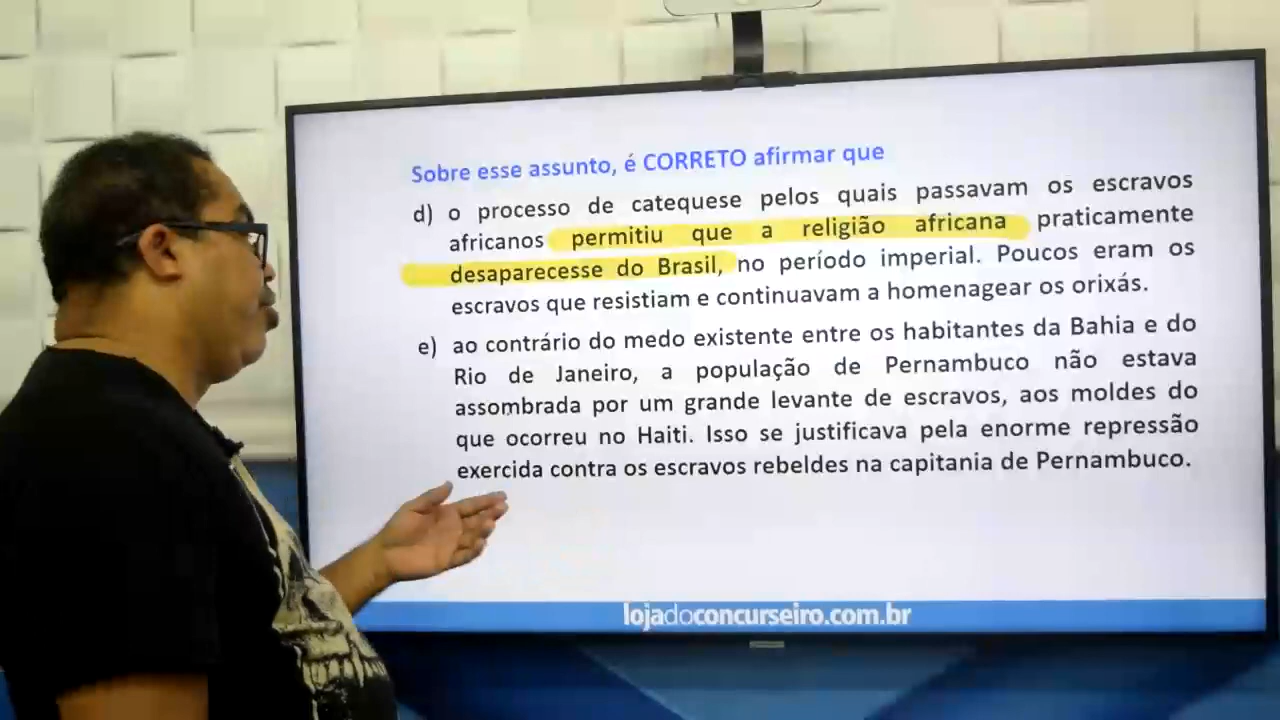 Sobre esse assunto, é CORRETO afirmar que
d) o processo de catequese pelos quais passavam os escravos
africanos permitiu que a religião africana praticamente
desaparecesse do Brasil, no período imperial. Poucos eram os
escravos que resistiam e continuavam a homenagear os orixás.
e) ao contrário do medo existente entre os habitantes da Bahia e do
Rio de Janeiro, a população de Pernambuco não estava
assombrada por um grande levante de escravos, aos moldes do
que ocorreu no Haiti. Isso se justificava pela enorme repressão
exercida contra os escravos rebeldes na capitania de Pernambuco.
lojadoconcurseiro.com.br